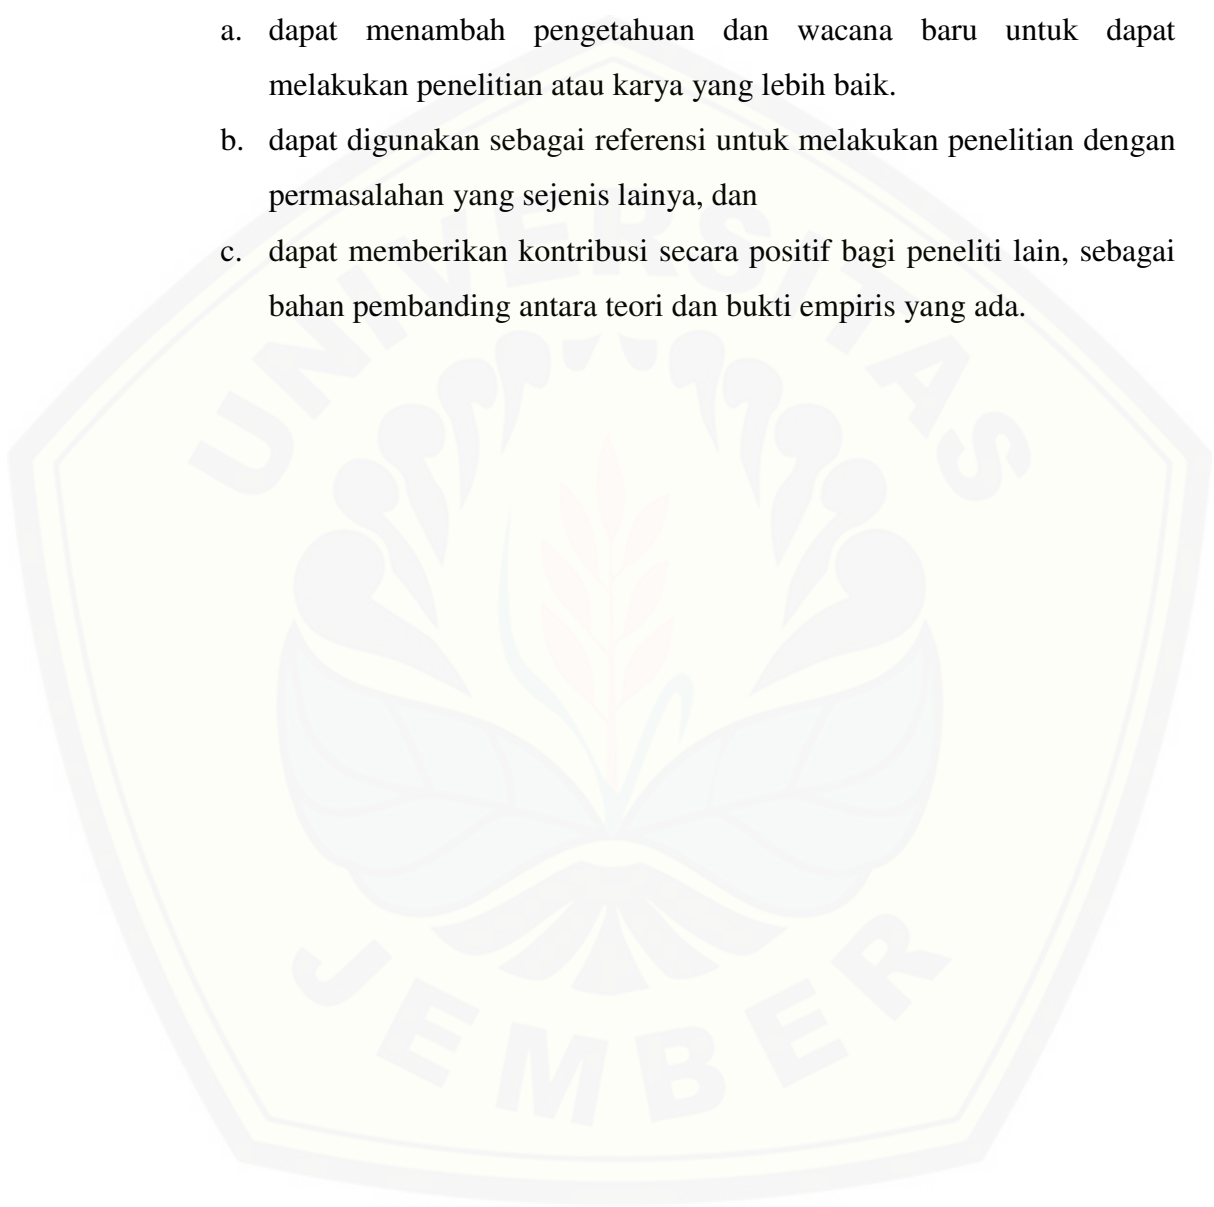 a. dapat menambah pengetahuan dan wacana baru untuk dapat
melakukan penelitian atau karya yang lebih baik.
b. dapat digunakan sebagai referensi untuk melakukan penelitian dengan
permasalahan yang sejenis lainya, dan
c. dapat memberikan kontribusi secara positif bagi peneliti lain, sebagai
bahan pembanding antara teori dan bukti empiris yang ada.
UNIVERSITAS
JEMBER